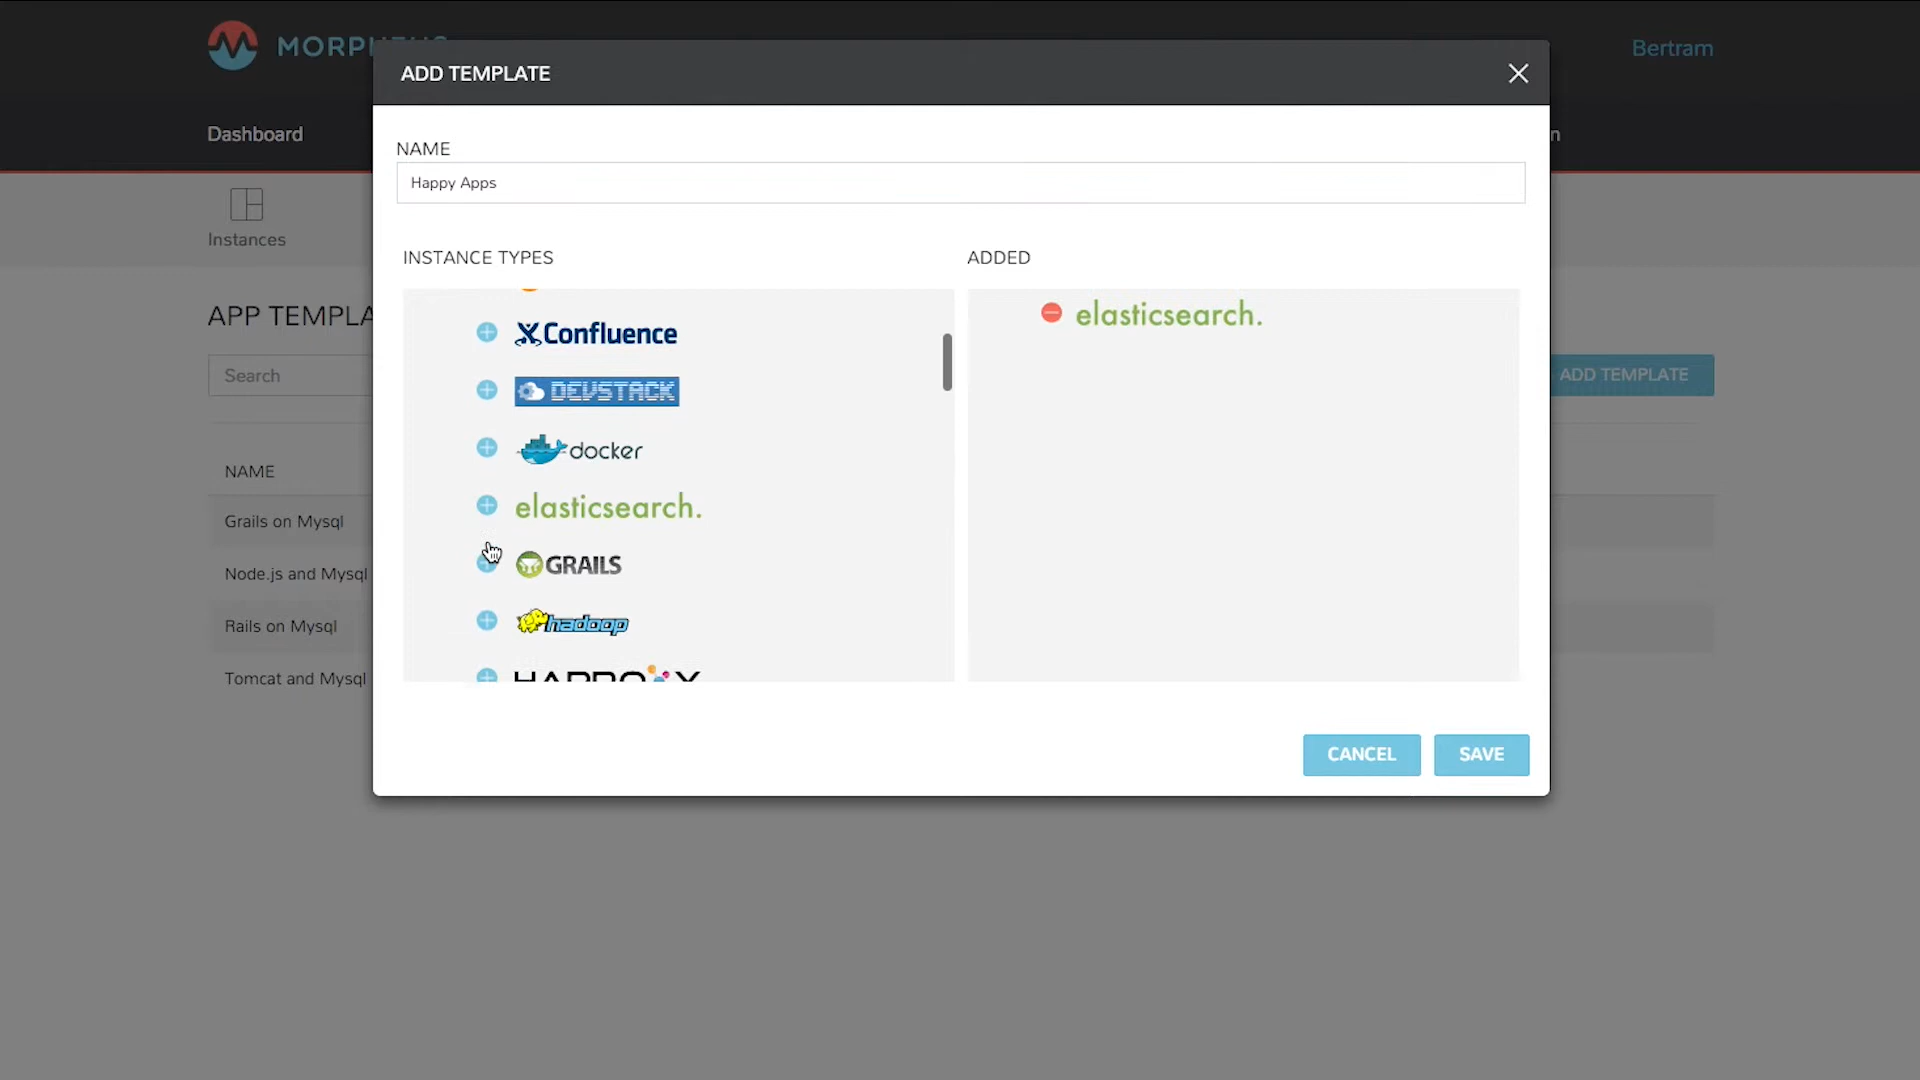 MORPHEUS
Bertram
ADD TEMPLATE
Dashboard
NAME
Happy Apps
Instances
INSTANCE TYPES
ADDED
elasticsearch.
APP TEMPLA
Confluence
Search
DEVSTACK
ADD TEMPLATE
docker
NAME
elasticsearch.
Grails on Mysql
GRAILS
Node.js and Mysql
Rails on Mysql
hadoop
Tomcat and Mysql
CANCEL
SAVE